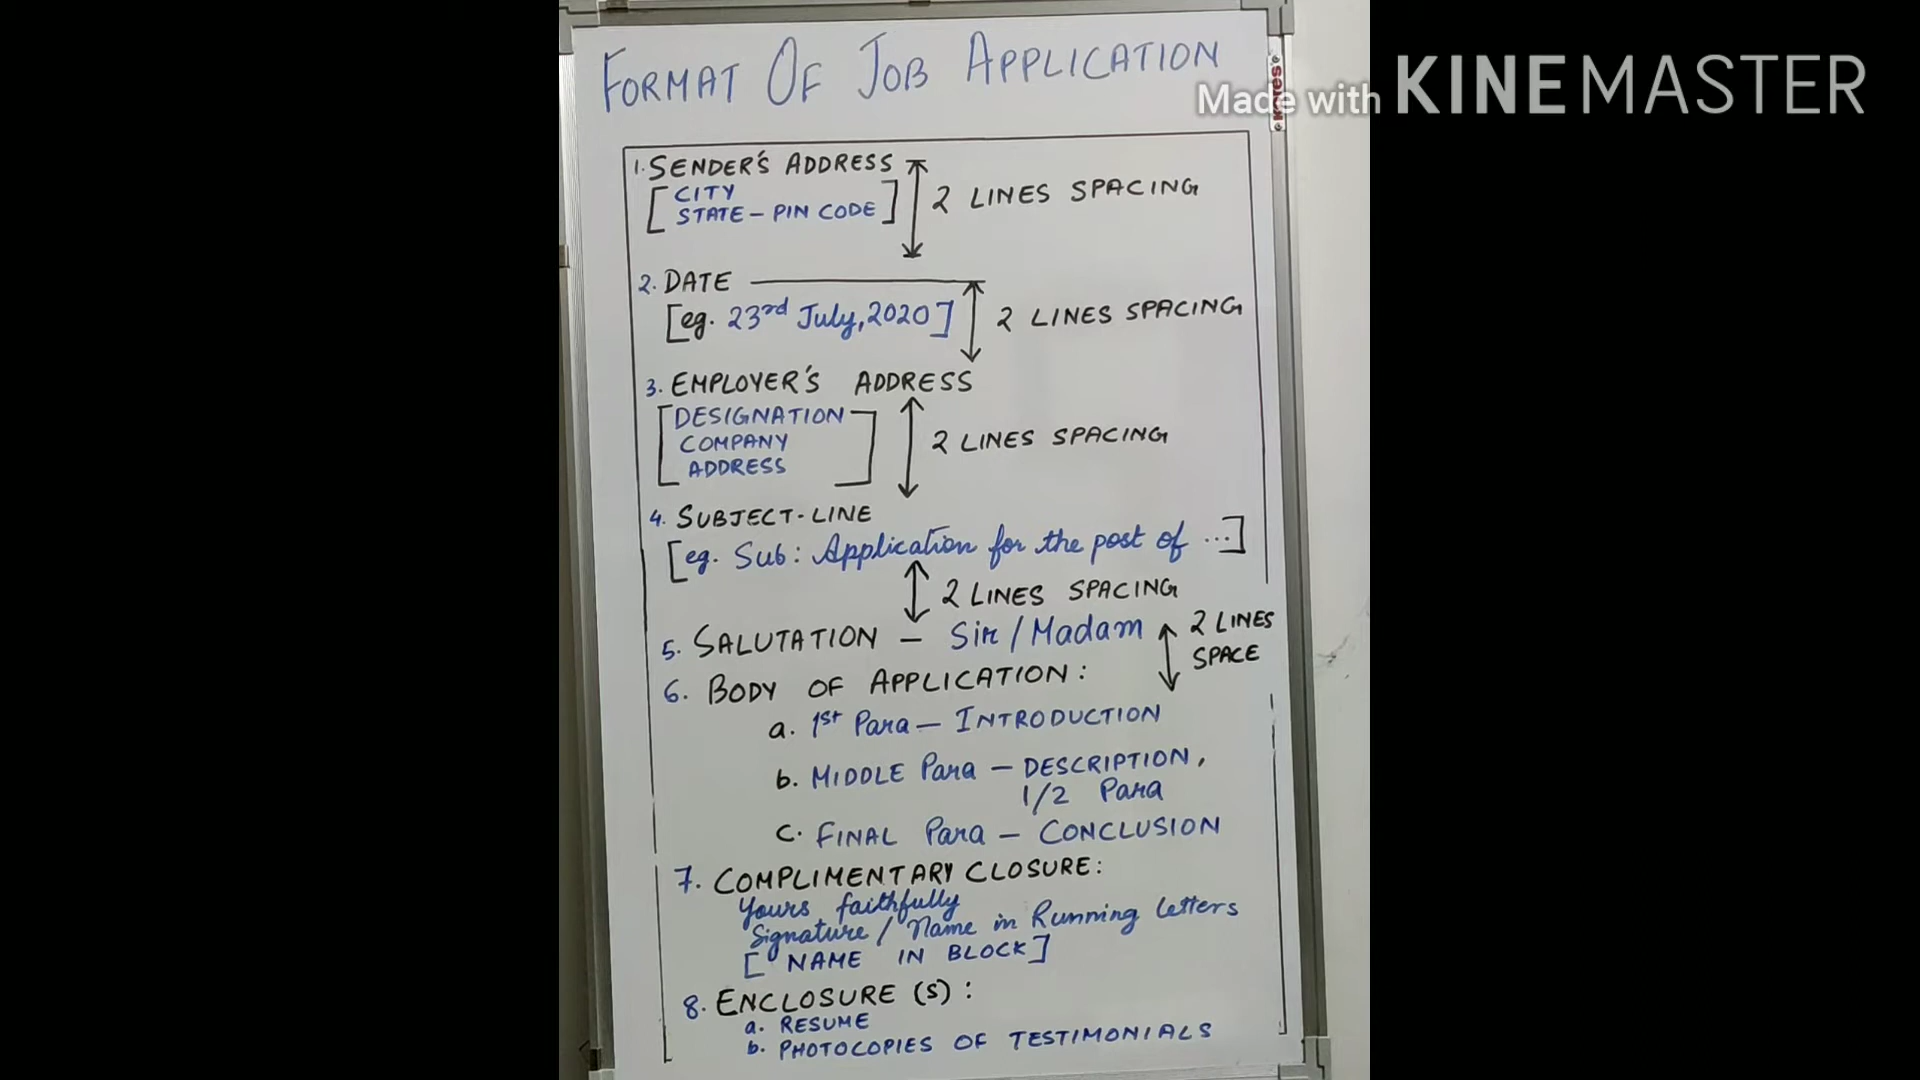 FORMAT OF JOB APPLICATION
Made with KINEMASTER
Kores
1. SENDER'S ADDRESS
[CITY
STATE - PIN CODE]
2 LINES SPACING
2. DATE
[eg. 23rd July, 2020]
2 LINES SPACING
3. EMPLOYER'S ADDRESS
[DESIGNATION
COMPANY
ADDRESS]
2 LINES SPACING
4. SUBJECT-LINE
[eg. Sub: Application for the post of ...]
2 LINES SPACING
5. SALUTATION - Sir/Madam
2 LINES
SPACE
6. BODY OF APPLICATION:
a. 1st Para - INTRODUCTION
b. MIDDLE Para - DESCRIPTION,
1/2 Para
c. FINAL Para - CONCLUSION
7. COMPLIMENTARY CLOSURE:
Yours faithfully
Signature/Name in Running letters
[NAME IN BLOCK]
8. ENCLOSURE (S):
a. RESUME
b. PHOTOCOPIES OF TESTIMONIALS